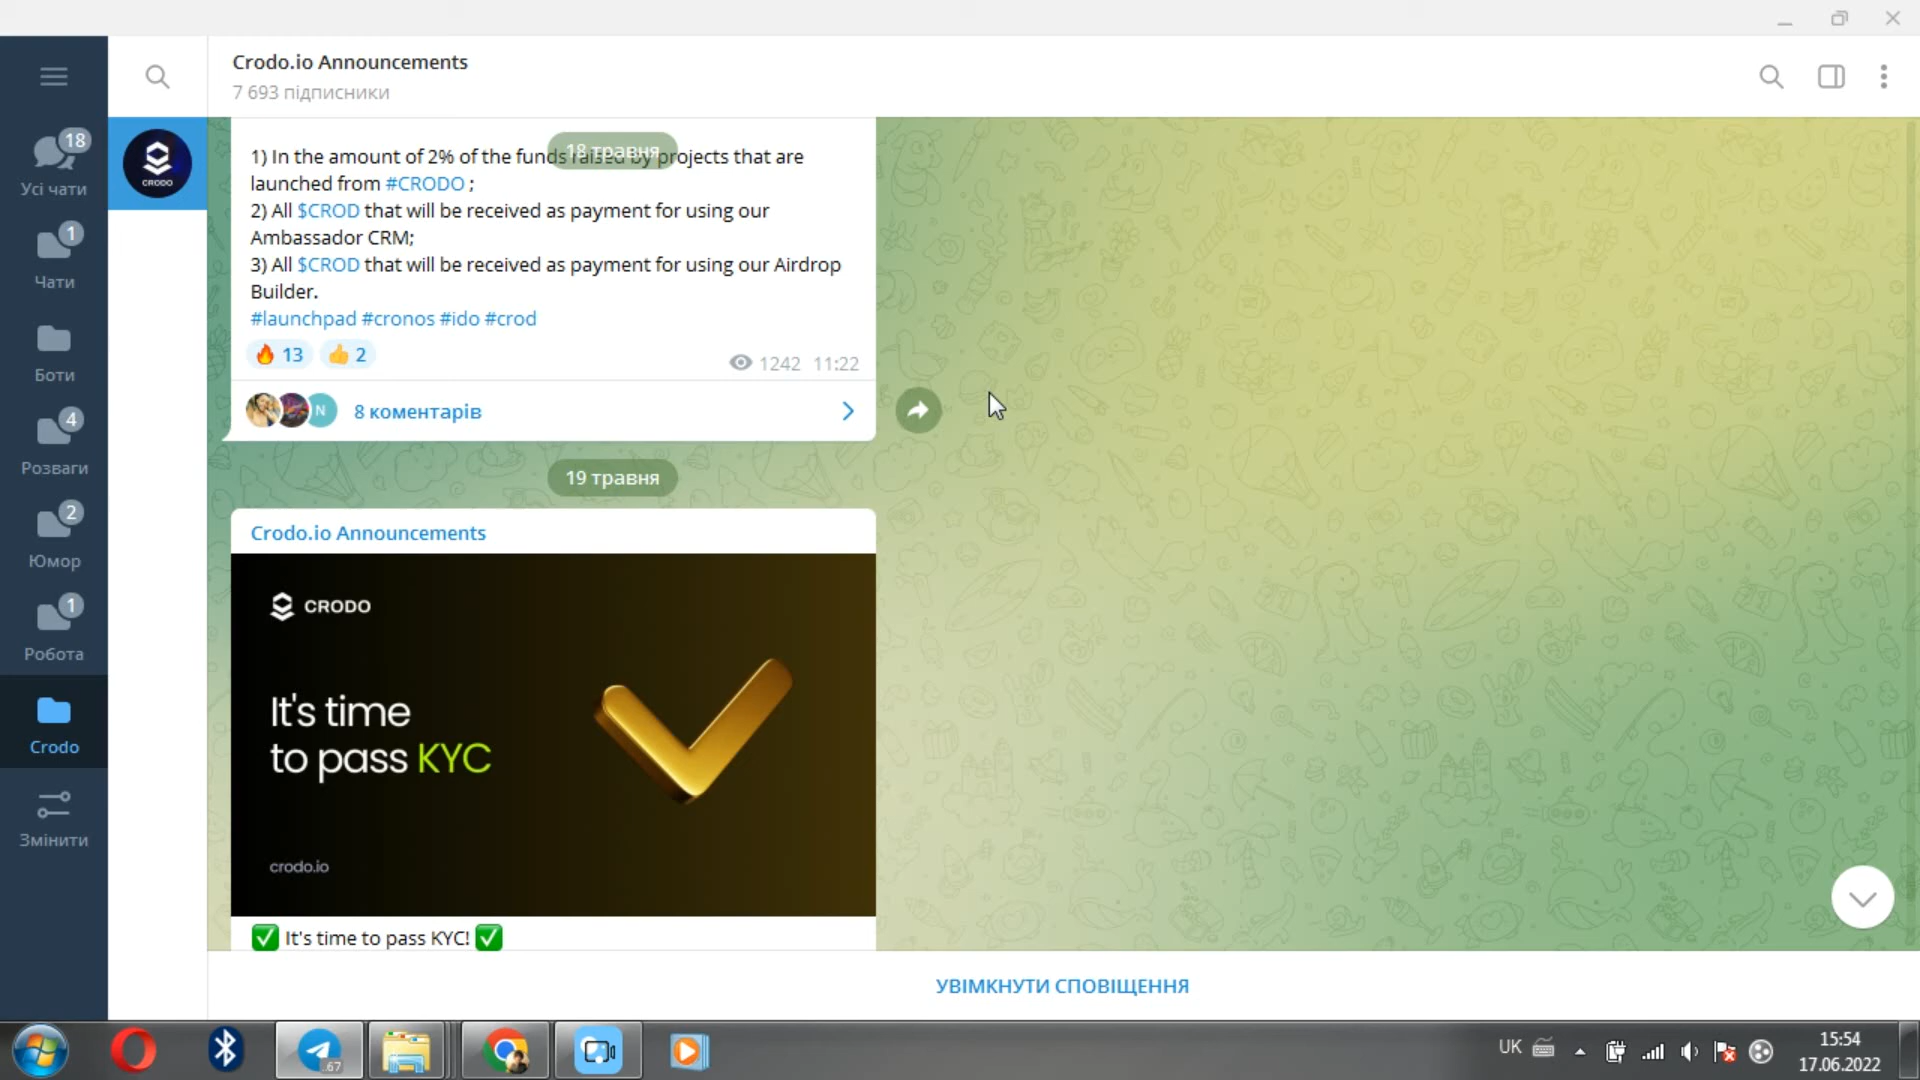 Crodo.io Announcements
7 693 підписники
18
Усі чати
1
Чати
Боти
4
Розваги
2
Юмор
1
Робота
Crodo
Змінити
CRODO
18 травня
1) In the amount of 2% of the funds raised by projects that are
launched from #CRODO ;
2) All $CROD that will be received as payment for using our
Ambassador CRM;
3) All $CROD that will be received as payment for using our Airdrop
Builder.
#launchpad #cronos #ido #crod
🔥 13 👍 2
1242 11:22
N 8 коментарів
19 травня
Crodo.io Announcements
CRODO
It's time
to pass KYC
crodo.io
✅ It's time to pass KYC! ✅
УВІМКНУТИ СПОВІЩЕННЯ
..67
UK
15:54
17.06.2022